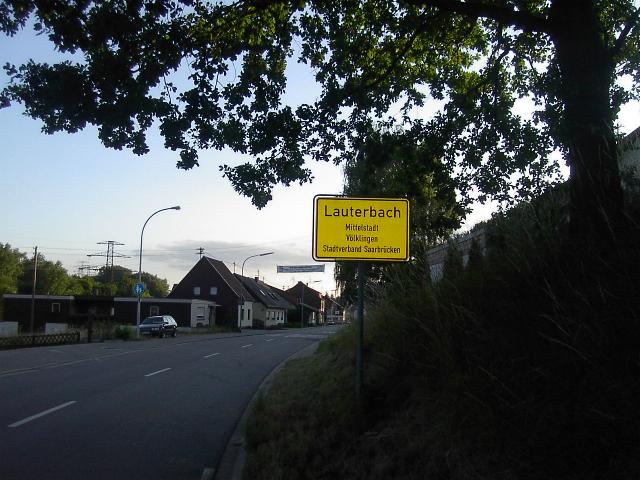 Lauterbach
Mittelstadt
Völklingen
Stadtverband Saarbrücken